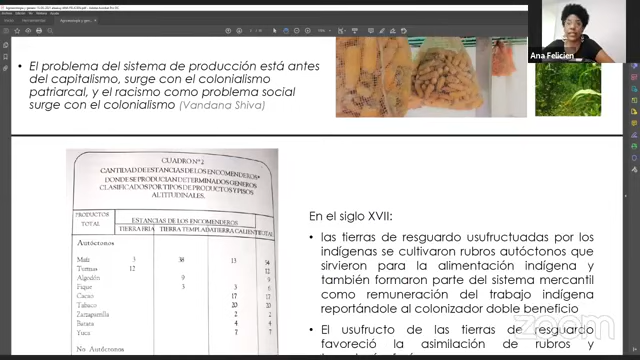 Agroecologia y gener...
Inicio Herramientas
• El problema del sistema de producción está antes
del capitalismo, surge con el colonialismo
patriarcal, y el racismo como problema social
surge con el colonialismo (Vandana Shiva)
Ana Felicien
CUADRO Nº 2
CANTIDAD DE ESTANCIAS DE LOS ENCOMENDEROS
DONDE SE PRODUCIAN DETERMINADOS GENEROS
CLASIFICADOS POR TIPOS DE PRODUCTOS Y PISOS
ALTITUDINALES.
PRODUCTOS ESTANCIAS DE LOS ENCOMENDEROS
TOTAL TIERRA FRIA TIERRA TEMPLADA TIERRA CALIENTE TOTAL
Autóctonos
Maíz 3 38 13 54
Turmas 12 12
Algodón 9 9
Fique 3 3 6
Cacao 17 17
Tabaco 20 20
Zarzaparrilla 2 2
Batata 4 4
Yuca 7 7
No Autóctonos
En el siglo XVII:
• las tierras de resguardo usufructuadas por los
indígenas se cultivaron rubros autóctonos que
sirvieron para la alimentación indígena y
también formaron parte del sistema mercantil
como remuneración del trabajo indígena
reportándole al colonizador doble beneficio
• El usufructo de las tierras de resguardo
favoreció la asimilación de rubros y
zoom